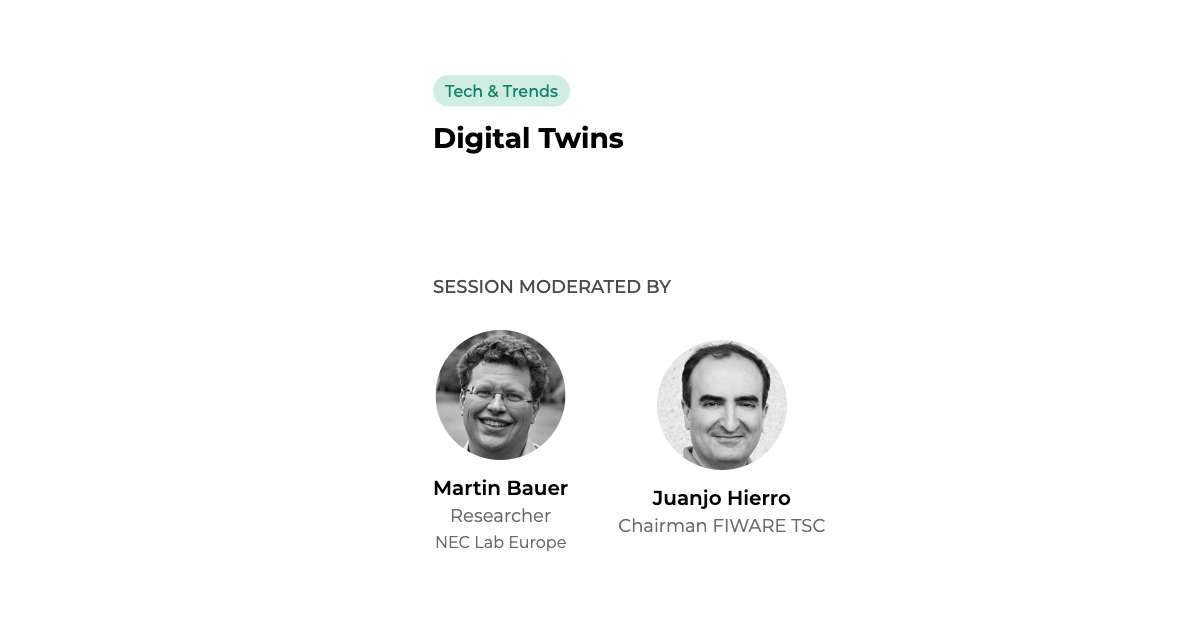 Tech & Trends
Digital Twins
SESSION MODERATED BY
Martin Bauer
Researcher
NEC Lab Europe
Juanjo Hierro
Chairman FIWARE TSC